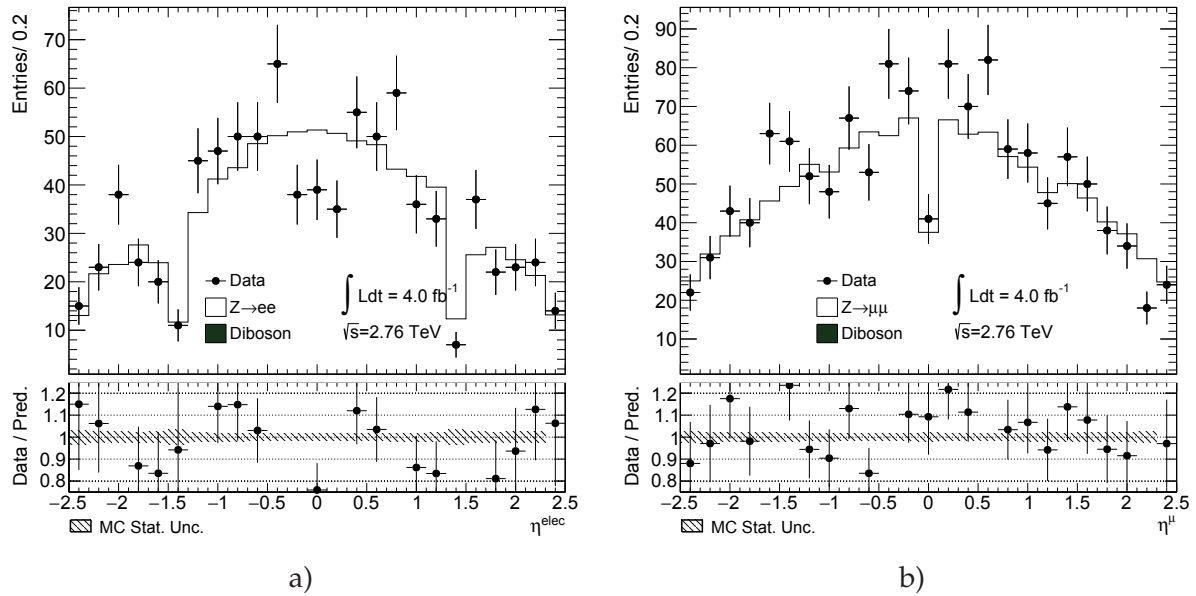 Entries/ 0.2
70
60
50
40
30
20
10
Data
Z→ee
Diboson
∫ Ldt = 4.0 fb⁻¹
√s=2.76 TeV
Data / Pred.
1.2
1.1
1
0.9
0.8
−2.5 −2 −1.5 −1 −0.5 0 0.5 1 1.5 2 2.5
MC Stat. Unc.
η^elec
a)
Entries/ 0.2
90
80
70
60
50
40
30
20
10
Data
Z→μμ
Diboson
∫ Ldt = 4.0 fb⁻¹
√s=2.76 TeV
Data / Pred.
1.2
1.1
1
0.9
0.8
−2.5 −2 −1.5 −1 −0.5 0 0.5 1 1.5 2 2.5
MC Stat. Unc.
η^μ
b)